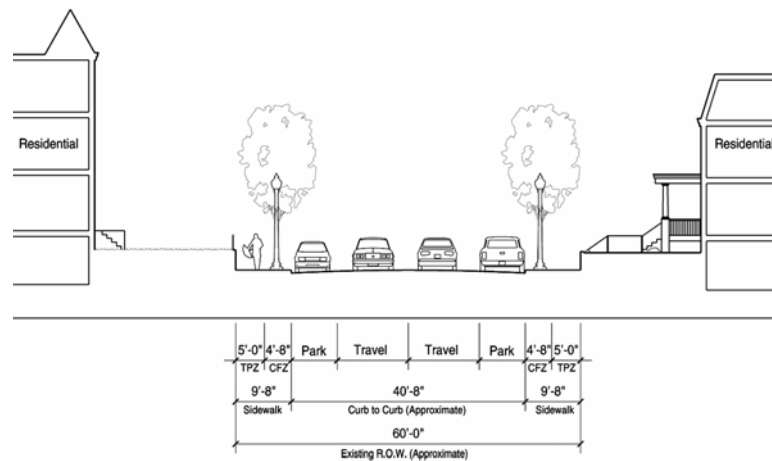 Residential
Residential
5'-0" 4'-8" Park Travel Travel Park 4'-8" 5'-0"
TPZ CFZ CFZ TPZ
9'-8" 40'-8" 9'-8"
Sidewalk Curb to Curb (Approximate) Sidewalk
60'-0"
Existing R.O.W. (Approximate)